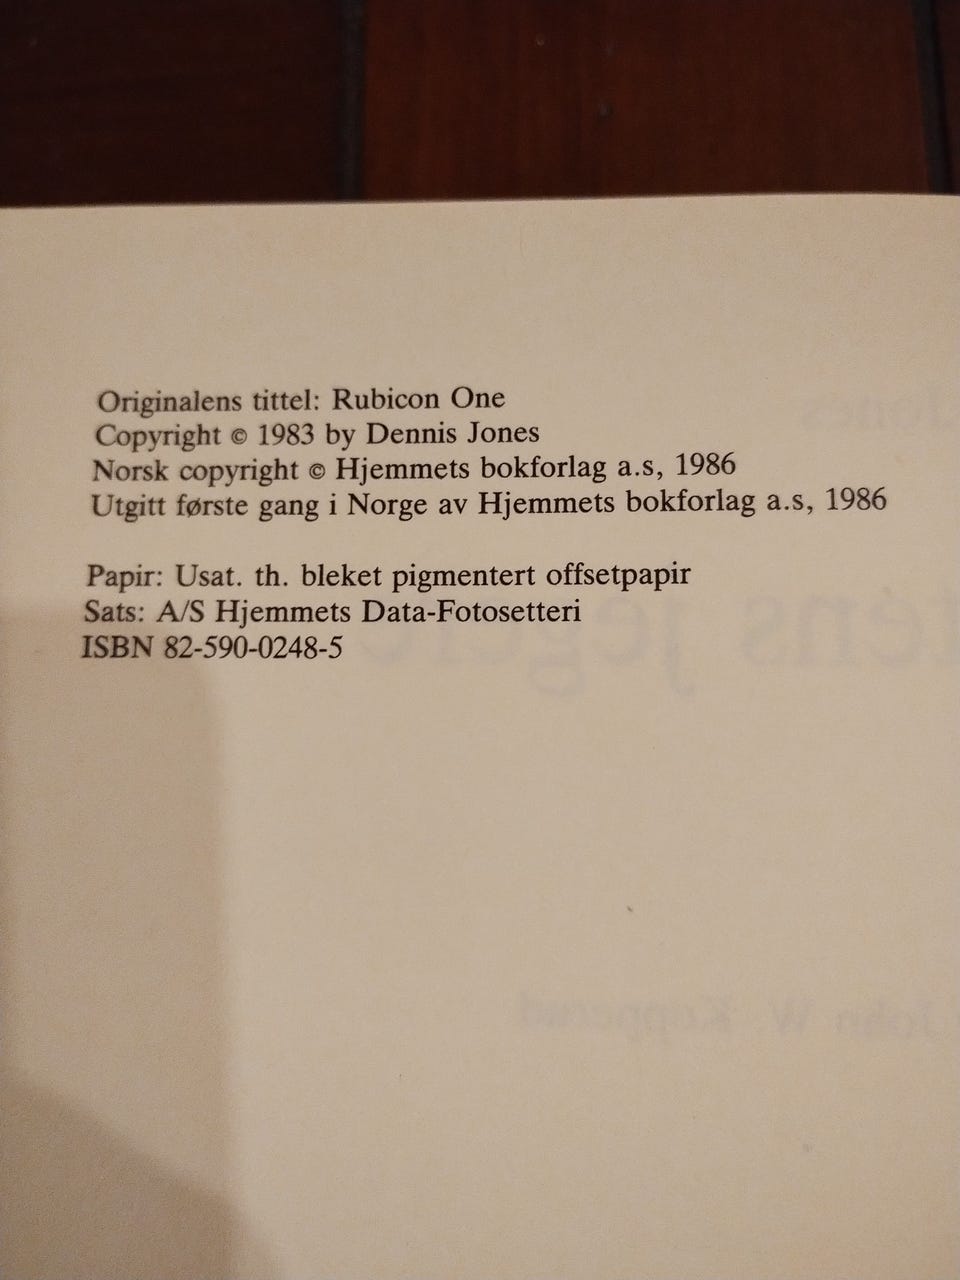 Originalens tittel: Rubicon One
Copyright © 1983 by Dennis Jones
Norsk copyright © Hjemmets bokforlag a.s, 1986
Utgitt første gang i Norge av Hjemmets bokforlag a.s, 1986
Papir: Usat. th. bleket pigmentert offsetpapir
Sats: A/S Hjemmets Data-Fotosetteri
ISBN 82-590-0248-5